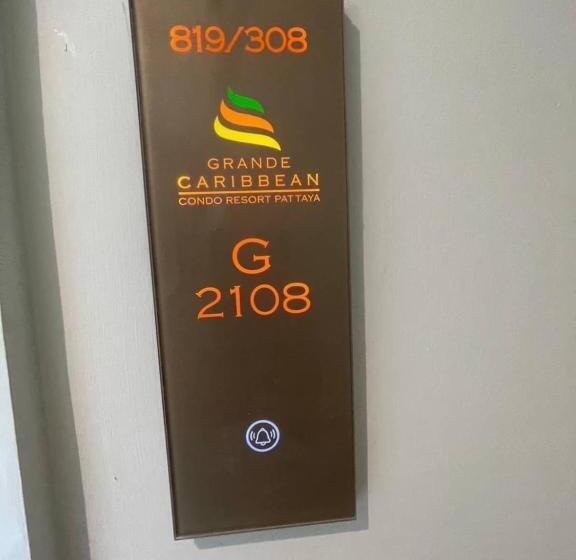 819/308
GRANDE
CARIBBEAN
CONDO RESORT PATTAYA
G
2108